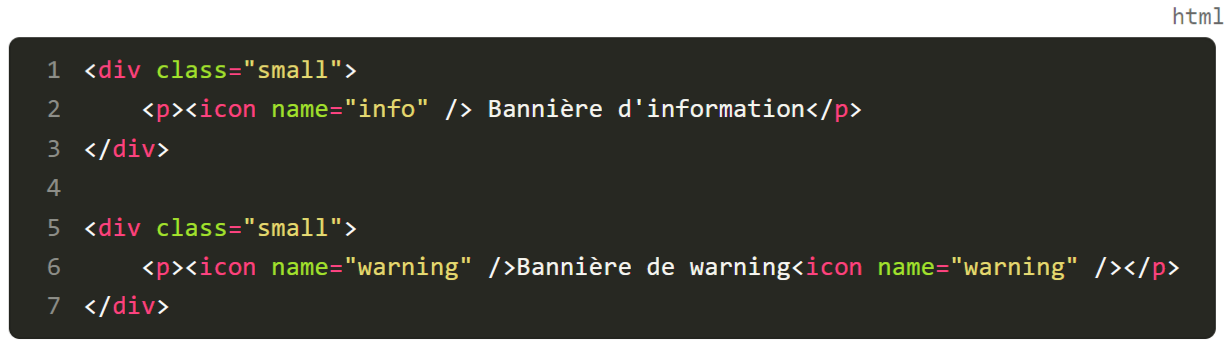 html
1 <div class="small">
2     <p><icon name="info" /> Bannière d'information</p>
3 </div>
4
5 <div class="small">
6     <p><icon name="warning" />Bannière de warning<icon name="warning" /></p>
7 </div>